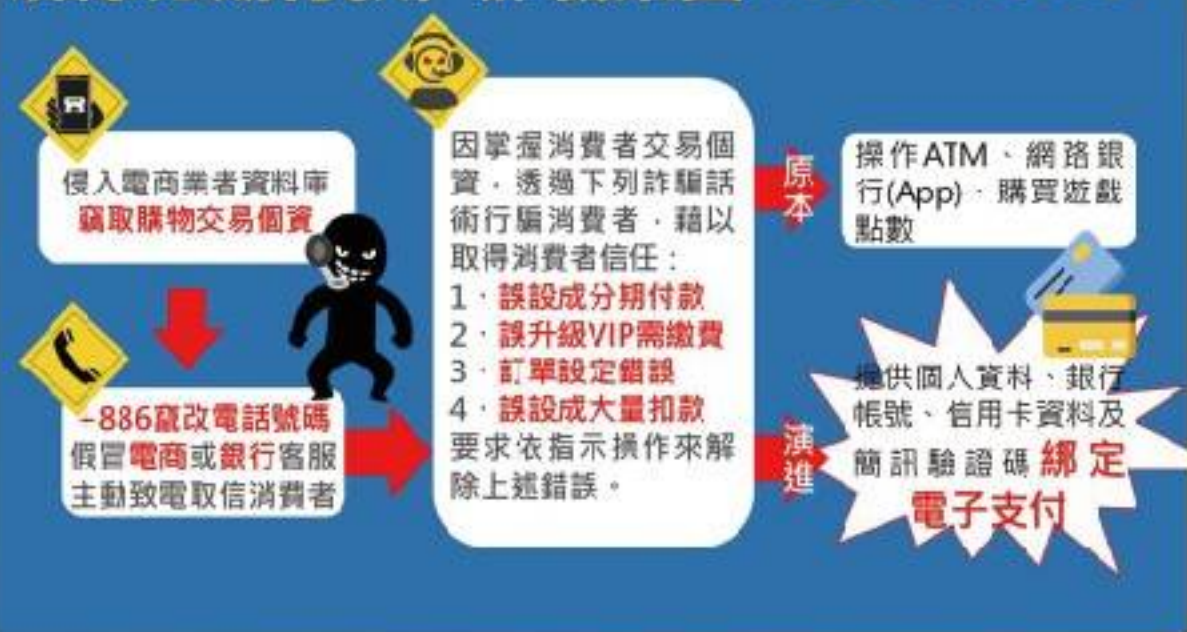 侵入電商業者資料庫
竊取購物交易個資
+886竄改電話號碼
假冒電商或銀行客服
主動致電取信消費者
因掌握消費者交易個
資，透過下列詐騙話
術行騙消費者，藉以
取得消費者信任：
1．誤設成分期付款
2．誤升級VIP需繳費
3．訂單設定錯誤
4．誤設成大量扣款
要求依指示操作來解
除上述錯誤。
原本
操作ATM、網路銀
行(App)、購買遊戲
點數
演進
提供個人資料、銀行
帳號、信用卡資料及
簡訊驗證碼綁定
電子支付